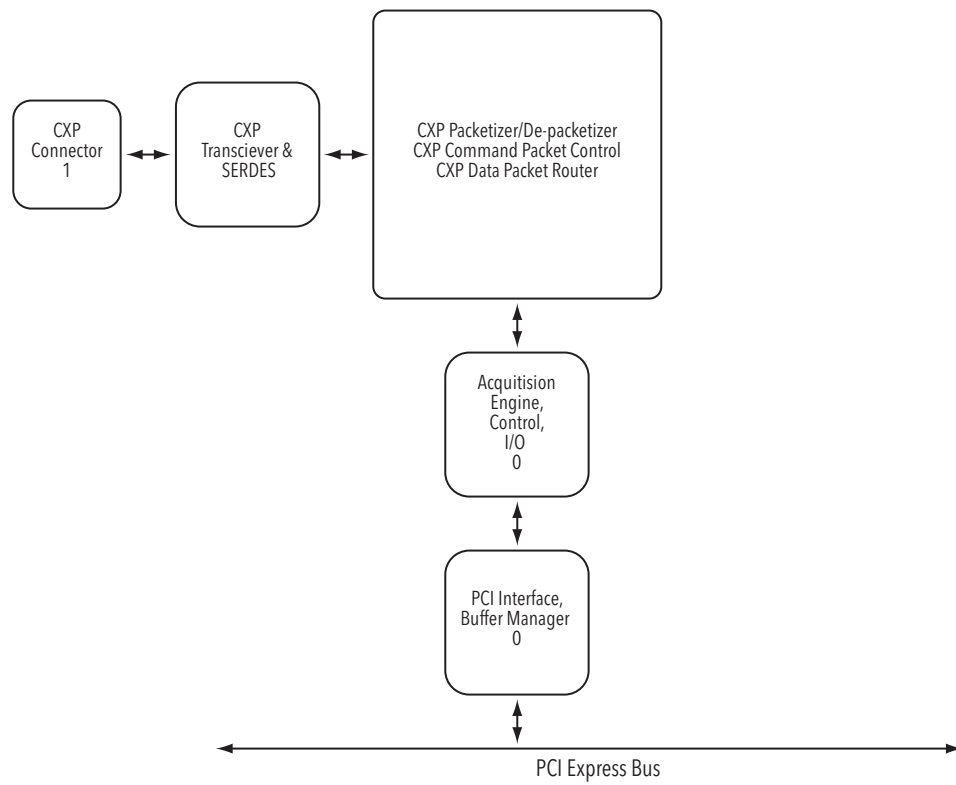 CXP
Connector
1
CXP
Transciever &
SERDES
CXP Packetizer/De-packetizer
CXP Command Packet Control
CXP Data Packet Router
Acquitision
Engine,
Control,
I/O
0
PCI Interface,
Buffer Manager
0
PCI Express Bus